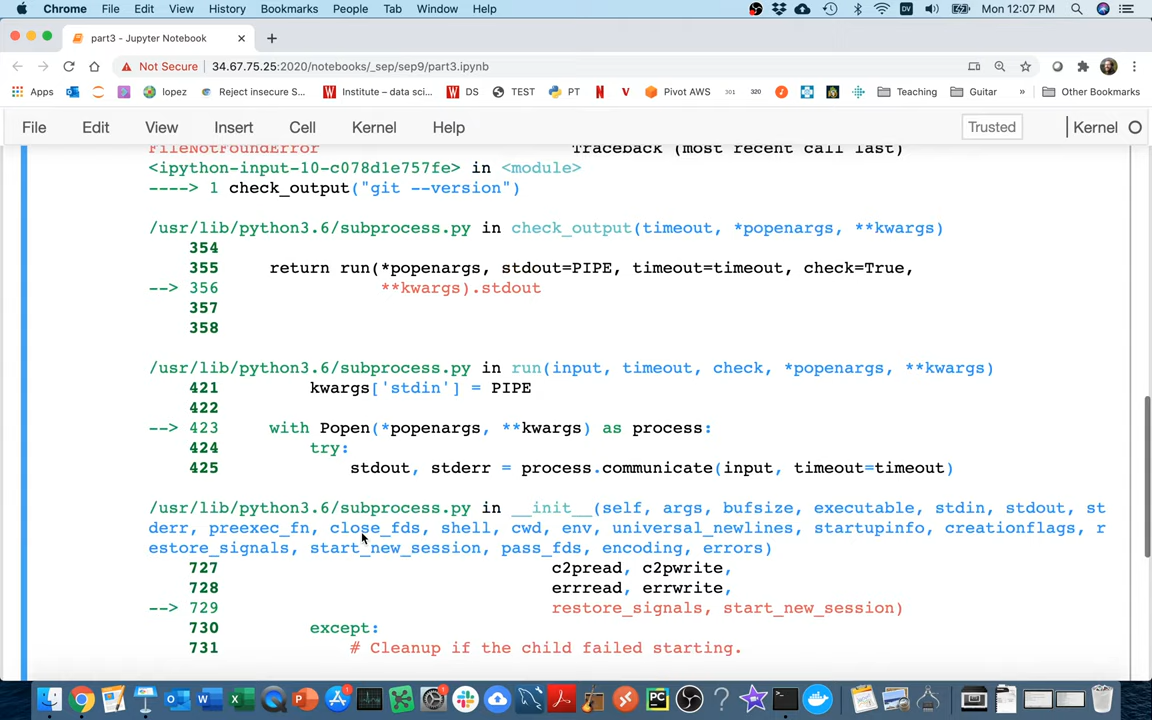 Chrome File Edit View History Bookmarks People Tab Window Help DV Mon 12:07 PM
part3 - Jupyter Notebook
Not Secure 34.67.75.25:2020/notebooks/_sep/sep9/part3.ipynb
Apps lopez Reject insecure S... Institute – data sci... DS TEST PT Pivot AWS 301 320 Teaching Guitar » Other Bookmarks
File Edit View Insert Cell Kernel Help Trusted Kernel
FileNotFoundError Traceback (most recent call last)
<ipython-input-10-c078d1e757fe> in <module>
----> 1 check_output("git --version")
/usr/lib/python3.6/subprocess.py in check_output(timeout, *popenargs, **kwargs)
354
355 return run(*popenargs, stdout=PIPE, timeout=timeout, check=True,
--> 356 **kwargs).stdout
357
358
/usr/lib/python3.6/subprocess.py in run(input, timeout, check, *popenargs, **kwargs)
421 kwargs['stdin'] = PIPE
422
--> 423 with Popen(*popenargs, **kwargs) as process:
424 try:
425 stdout, stderr = process.communicate(input, timeout=timeout)
/usr/lib/python3.6/subprocess.py in __init__(self, args, bufsize, executable, stdin, stdout, st
derr, preexec_fn, close_fds, shell, cwd, env, universal_newlines, startupinfo, creationflags, r
estore_signals, start_new_session, pass_fds, encoding, errors)
727 c2pread, c2pwrite,
728 errread, errwrite,
--> 729 restore_signals, start_new_session)
730 except:
731 # Cleanup if the child failed starting.